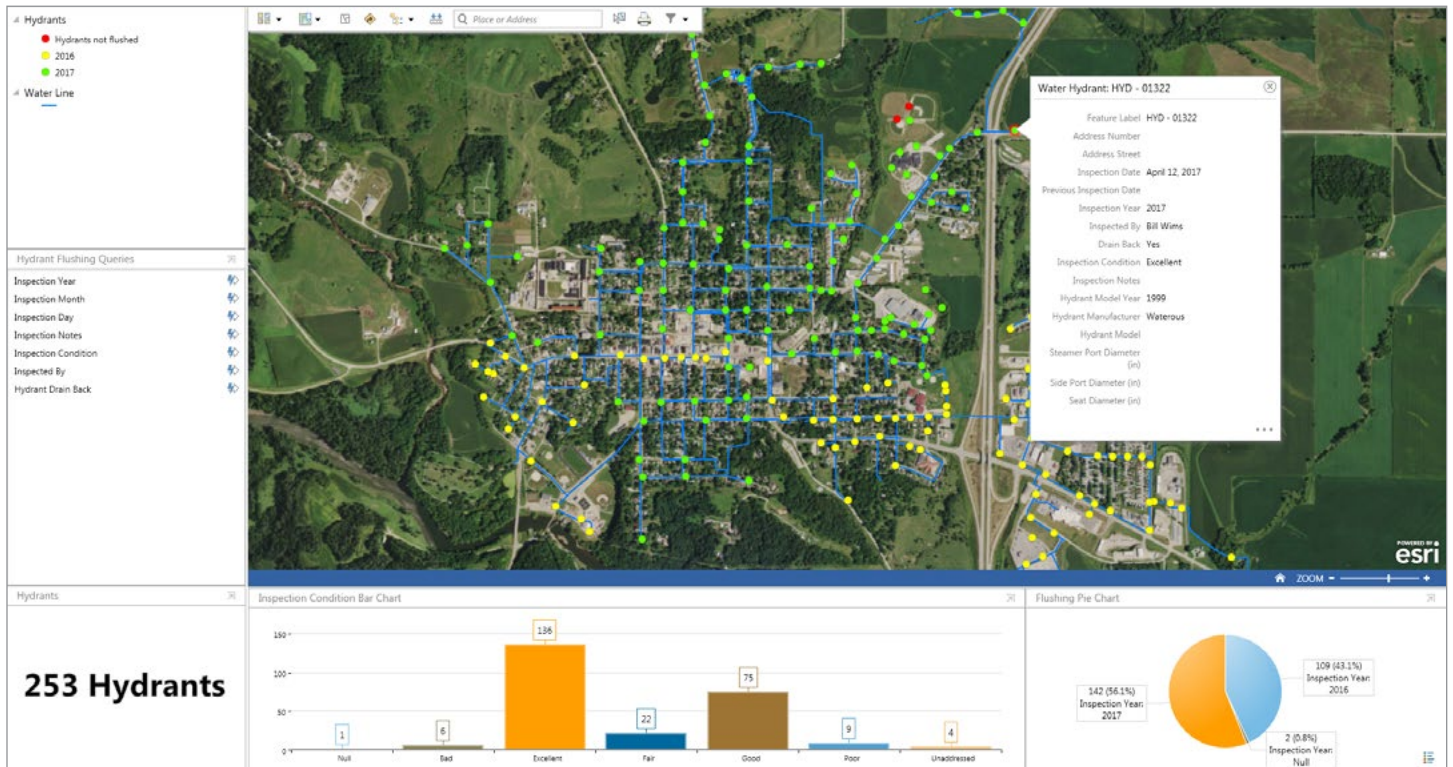 Hydrants
Hydrants not flushed
2016
2017
Water Line
Place or Address
Water Hydrant: HYD - 01322
Feature Label HYD - 01322
Address Number
Address Street
Inspection Date April 12, 2017
Previous Inspection Date
Inspection Year 2017
Inspected By Bill Wims
Drain Back Yes
Inspection Condition Excellent
Inspection Notes
Hydrant Model Year 1999
Hydrant Manufacturer Waterous
Hydrant Model
Steamer Port Diameter
(in)
Side Port Diameter (in)
Seat Diameter (in)
Hydrant Flushing Queries
Inspection Year
Inspection Month
Inspection Day
Inspection Notes
Inspection Condition
Inspected By
Hydrant Drain Back
POWERED BY
esri
ZOOM - +
Hydrants
253 Hydrants
Inspection Condition Bar Chart
150
100
50
0
1
6
136
22
75
9
4
Null Bad Excellent Fair Good Poor Unaddressed
Flushing Pie Chart
109 (43.1%)
Inspection Year:
2016
142 (56.1%)
Inspection Year:
2017
2 (0.8%)
Inspection Year:
Null